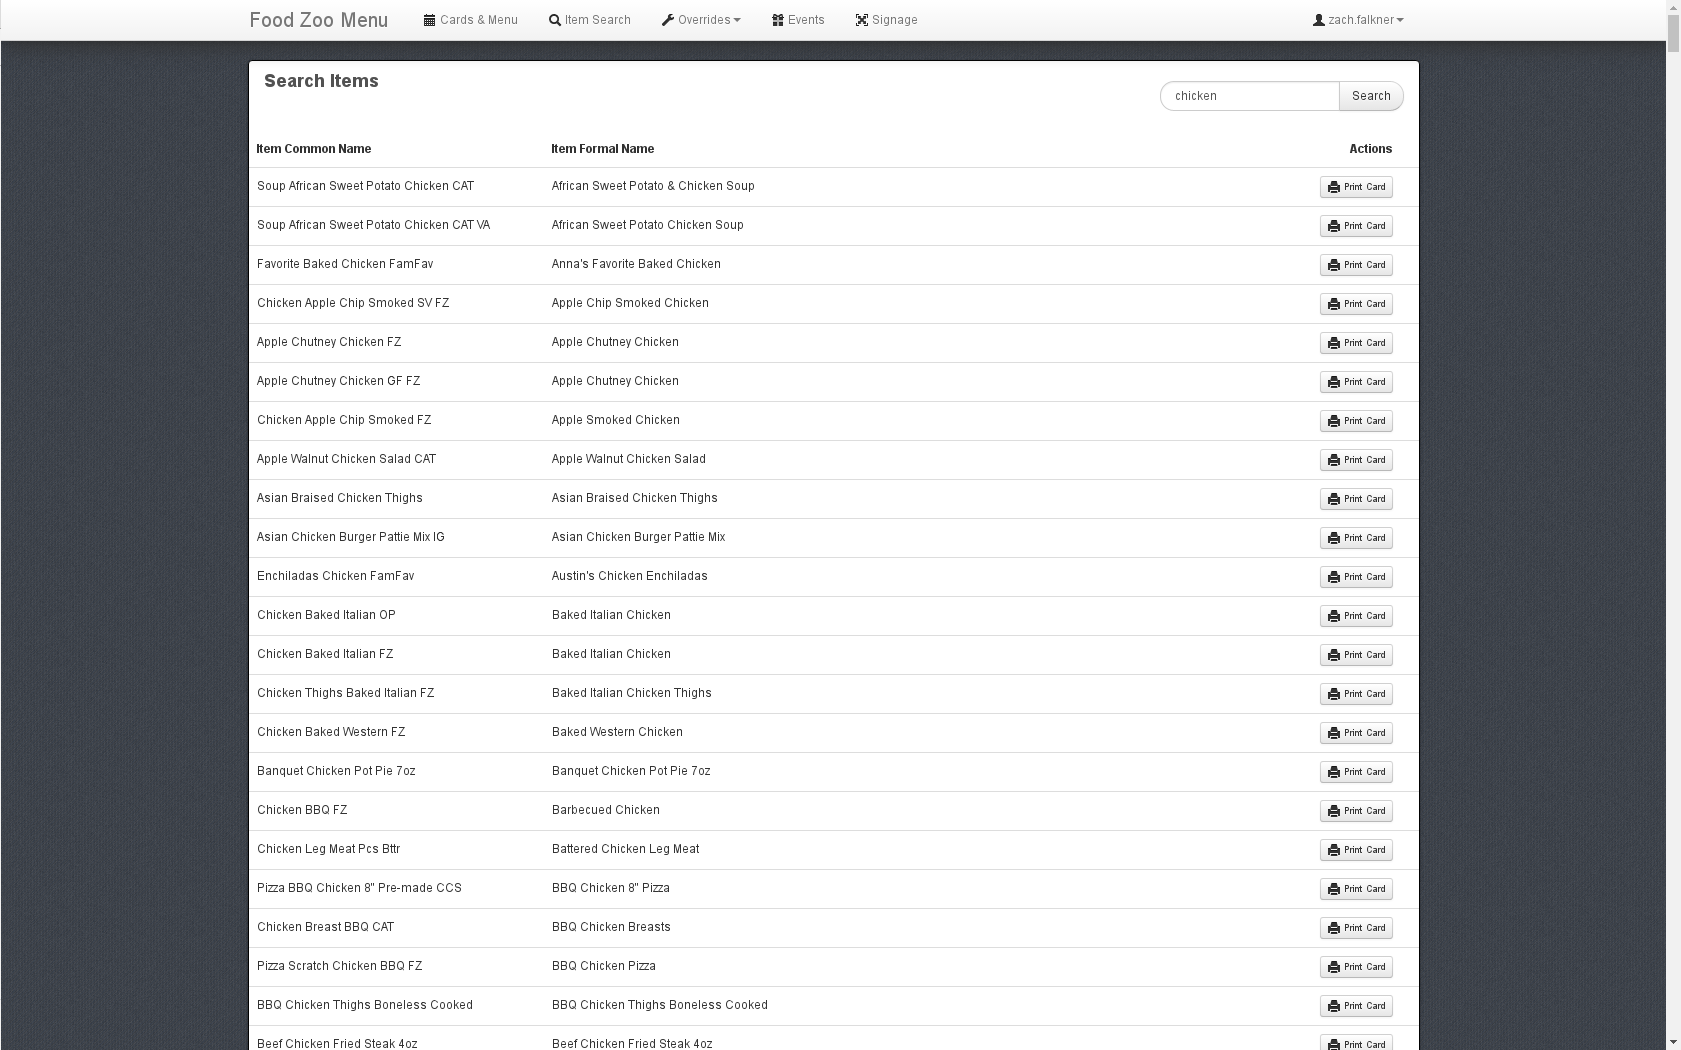 Food Zoo Menu Cards & Menu Item Search Overrides Events Signage zach.falkner
Search Items
chicken Search
Item Common Name Item Formal Name Actions
Soup African Sweet Potato Chicken CAT African Sweet Potato & Chicken Soup Print Card
Soup African Sweet Potato Chicken CAT VA African Sweet Potato Chicken Soup Print Card
Favorite Baked Chicken FamFav Anna's Favorite Baked Chicken Print Card
Chicken Apple Chip Smoked SV FZ Apple Chip Smoked Chicken Print Card
Apple Chutney Chicken FZ Apple Chutney Chicken Print Card
Apple Chutney Chicken GF FZ Apple Chutney Chicken Print Card
Chicken Apple Chip Smoked FZ Apple Smoked Chicken Print Card
Apple Walnut Chicken Salad CAT Apple Walnut Chicken Salad Print Card
Asian Braised Chicken Thighs Asian Braised Chicken Thighs Print Card
Asian Chicken Burger Pattie Mix IG Asian Chicken Burger Pattie Mix Print Card
Enchiladas Chicken FamFav Austin's Chicken Enchiladas Print Card
Chicken Baked Italian OP Baked Italian Chicken Print Card
Chicken Baked Italian FZ Baked Italian Chicken Print Card
Chicken Thighs Baked Italian FZ Baked Italian Chicken Thighs Print Card
Chicken Baked Western FZ Baked Western Chicken Print Card
Banquet Chicken Pot Pie 7oz Banquet Chicken Pot Pie 7oz Print Card
Chicken BBQ FZ Barbecued Chicken Print Card
Chicken Leg Meat Pcs Bttr Battered Chicken Leg Meat Print Card
Pizza BBQ Chicken 8" Pre-made CCS BBQ Chicken 8" Pizza Print Card
Chicken Breast BBQ CAT BBQ Chicken Breasts Print Card
Pizza Scratch Chicken BBQ FZ BBQ Chicken Pizza Print Card
BBQ Chicken Thighs Boneless Cooked BBQ Chicken Thighs Boneless Cooked Print Card
Beef Chicken Fried Steak 4oz Beef Chicken Fried Steak 4oz Print Card